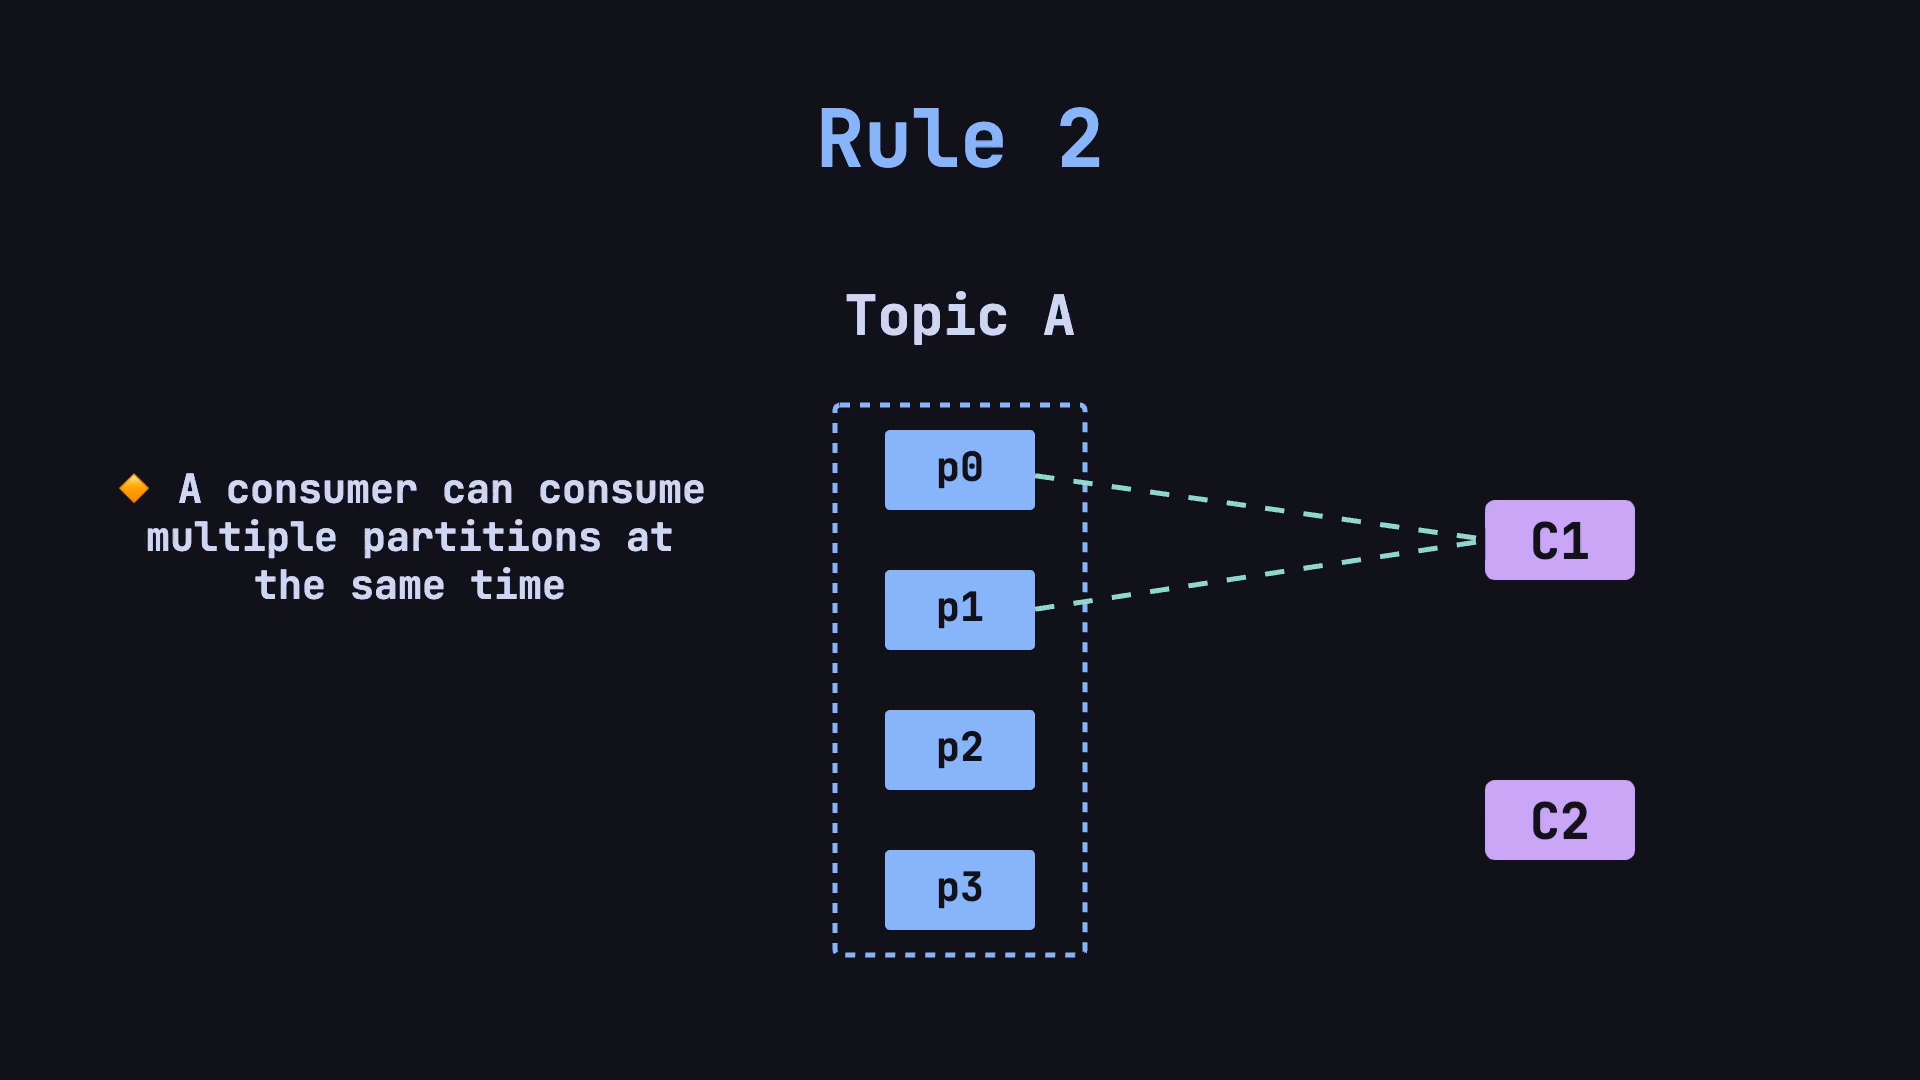 Rule 2
Topic A
🔶 A consumer can consume
multiple partitions at
the same time
p0
p1
p2
p3
C1
C2